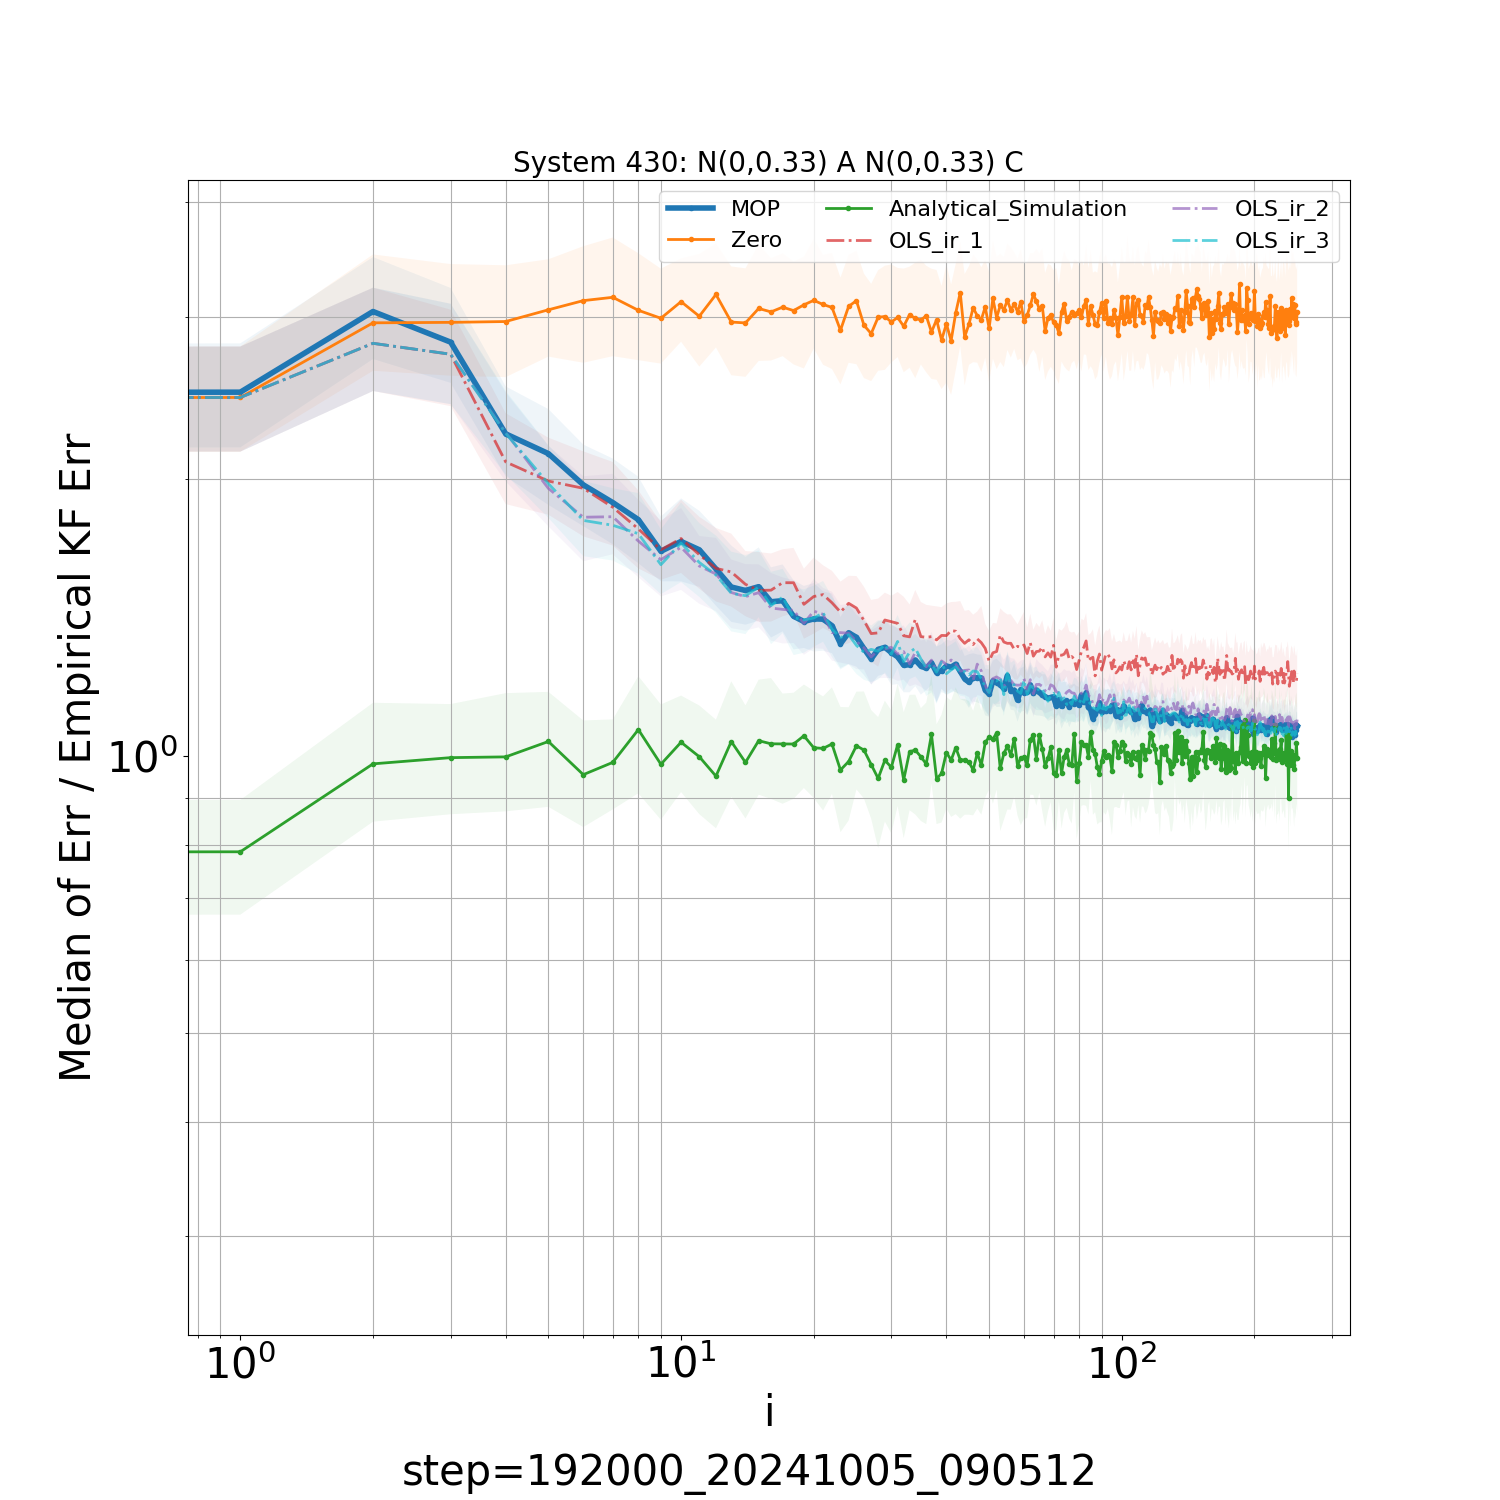 System 430: N(0,0.33) A N(0,0.33) C
MOP
Zero
Analytical_Simulation
OLS_ir_1
OLS_ir_2
OLS_ir_3
Median of Err / Empirical KF Err
10⁰
10⁰
10¹
10²
i
step=192000_20241005_090512